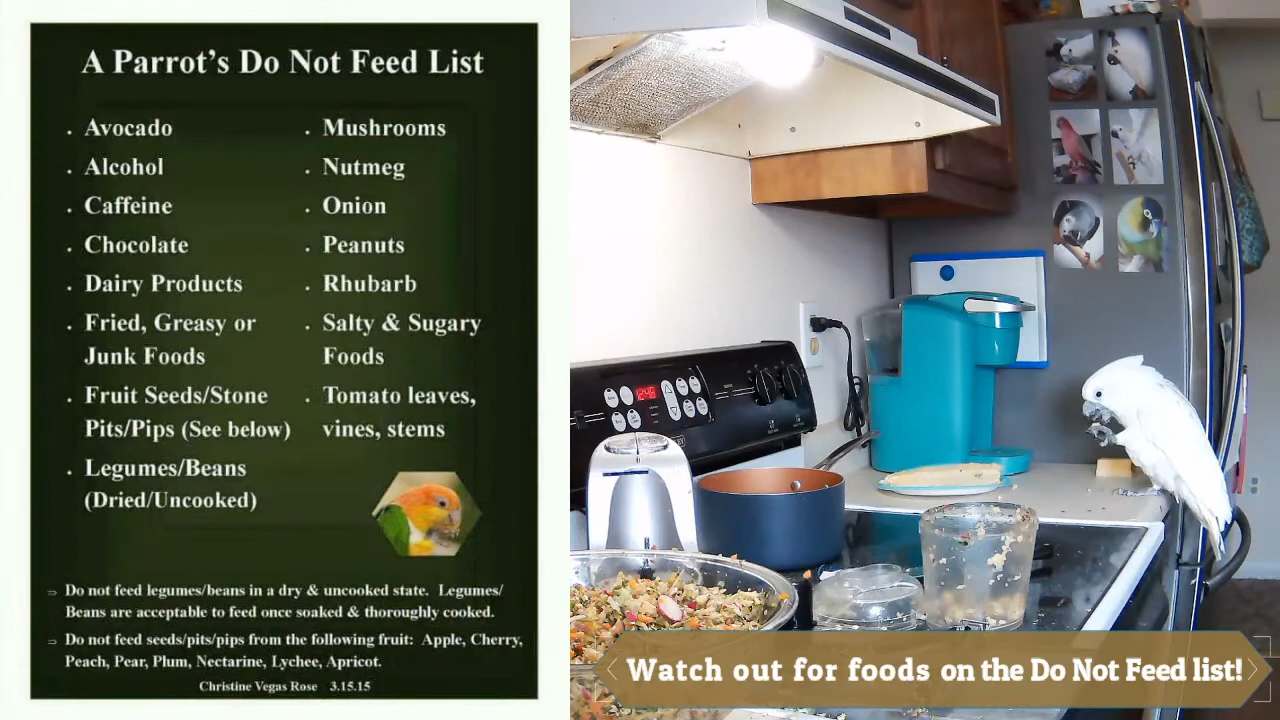 A Parrot's Do Not Feed List
. Avocado
. Alcohol
. Caffeine
. Chocolate
. Dairy Products
. Fried, Greasy or
Junk Foods
. Fruit Seeds/Stone
Pits/Pips (See below)
. Legumes/Beans
(Dried/Uncooked)
. Mushrooms
. Nutmeg
. Onion
. Peanuts
. Rhubarb
. Salty & Sugary
Foods
. Tomato leaves,
vines, stems
Do not feed legumes/beans in a dry & uncooked state. Legumes/
Beans are acceptable to feed once soaked & thoroughly cooked.
Do not feed seeds/pits/pips from the following fruit: Apple, Cherry,
Peach, Pear, Plum, Nectarine, Lychee, Apricot.
Christine Vegas Rose 3.15.15
Watch out for foods on the Do Not Feed list!